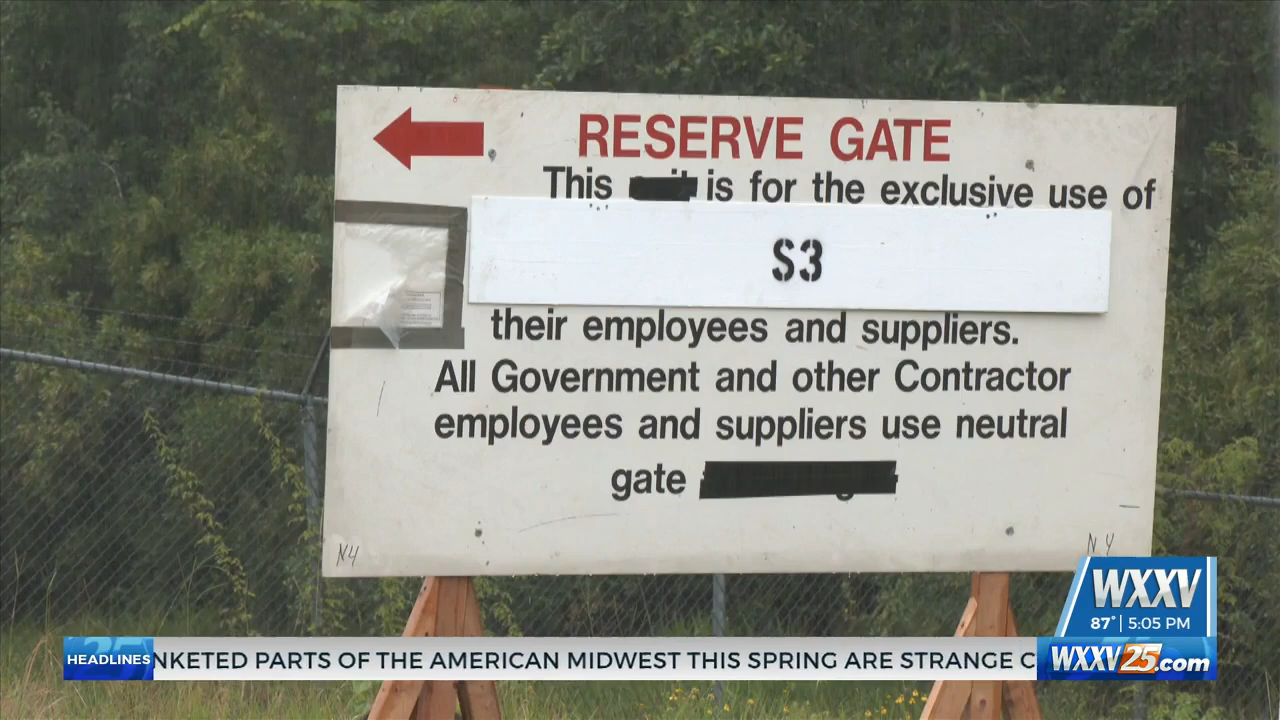 RESERVE GATE
This is for the exclusive use of
S3
their employees and suppliers.
All Government and other Contractor
employees and suppliers use neutral
gate
N4
N Y
WXXV
87° | 5:05 PM
25
HEADLINES
NKETED PARTS OF THE AMERICAN MIDWEST THIS SPRING ARE STRANGE C
WXXV25.com